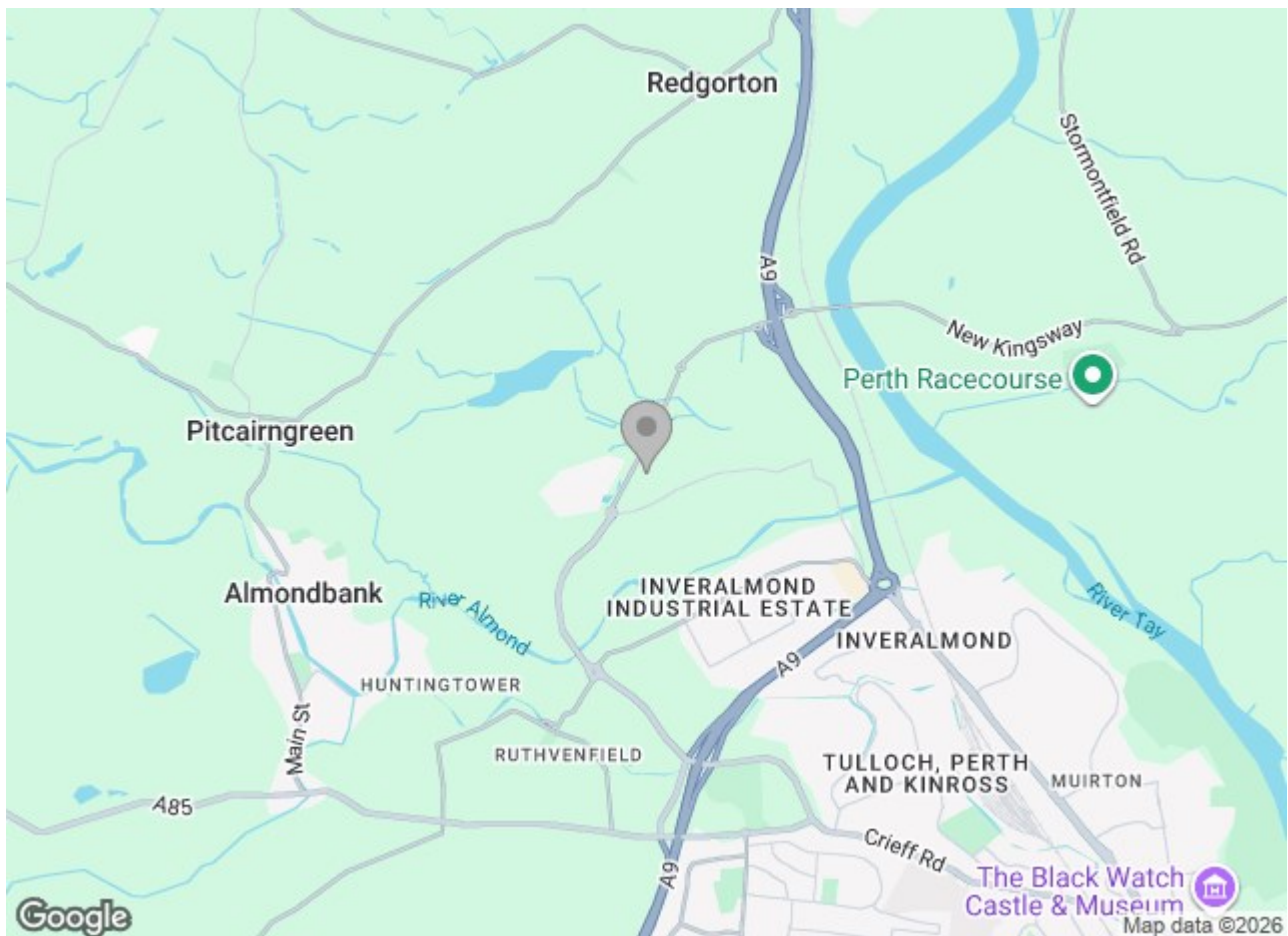 Redgorton
Stormontfield Rd
A9
New Kingsway
Perth Racecourse
Pitcairngreen
Almondbank
River Almond
INVERALMOND
INDUSTRIAL ESTATE
INVERALMOND
River Tay
A9
HUNTINGTOWER
Main St
RUTHVENFIELD
TULLOCH, PERTH
AND KINROSS
MUIRTON
A85
Crieff Rd
A9
The Black Watch
Castle & Museum
Google
Map data ©2026